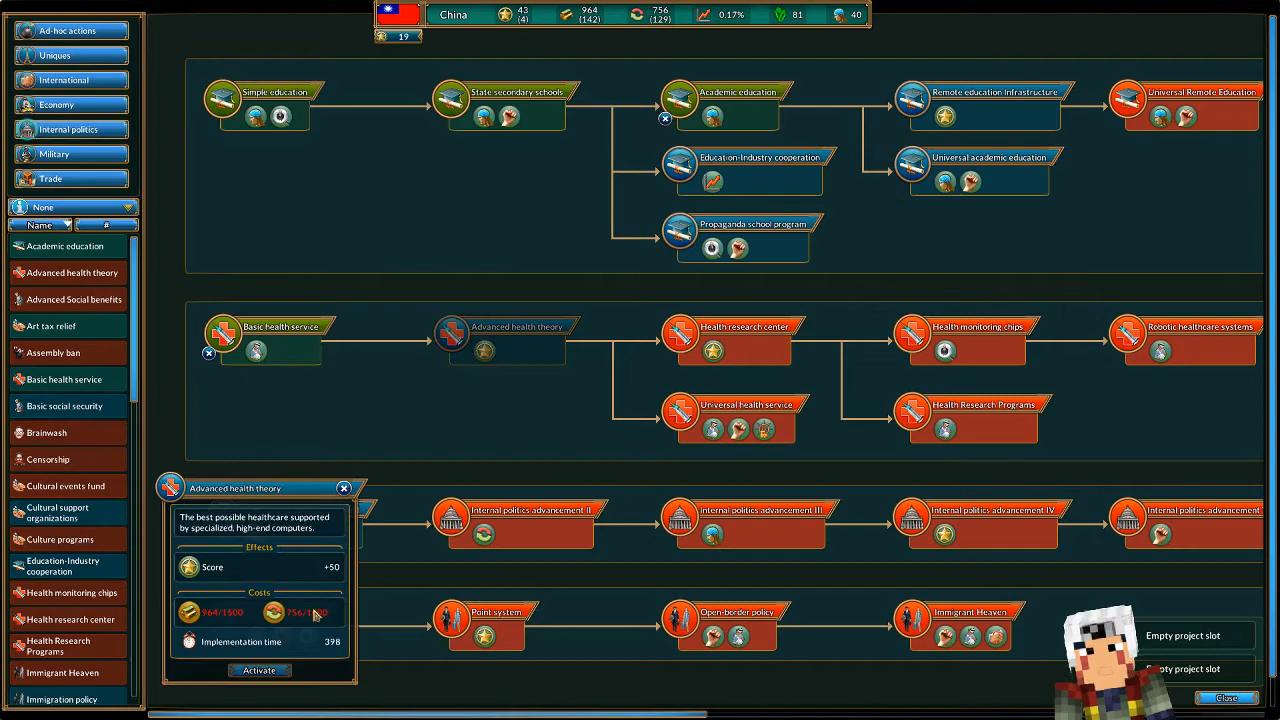 China
43
(4)
964
(142)
756
(129)
0.17%
81
40
19
Ad-hoc actions
Uniques
International
Economy
Internal politics
Military
Trade
None
Name
#
Academic education
Advanced health theory
Advanced Social benefits
Art tax relief
Assembly ban
Basic health service
Basic social security
Brainwash
Censorship
Cultural events fund
Cultural support
organizations
Culture programs
Education-Industry
cooperation
Health monitoring chips
Health research center
Health Research
Programs
Immigrant Heaven
Immigration policy
Simple education
State secondary schools
Academic education
Remote education Infrastructure
Universal Remote Education
Education-Industry cooperation
Universal academic education
Propaganda school program
Basic health service
Advanced health theory
Health research center
Health monitoring chips
Robotic healthcare systems
Universal health service
Health Research Programs
Internal politics advancement II
Internal politics advancement III
Internal politics advancement IV
Internal politics advancement
Point system
Open-border policy
Immigrant Heaven
Advanced health theory
The best possible healthcare supported
by specialized, high-end computers.
Effects
Score +50
Costs
964/1500
Implementation time 398
Activate
Empty project slot
Empty project slot
Close